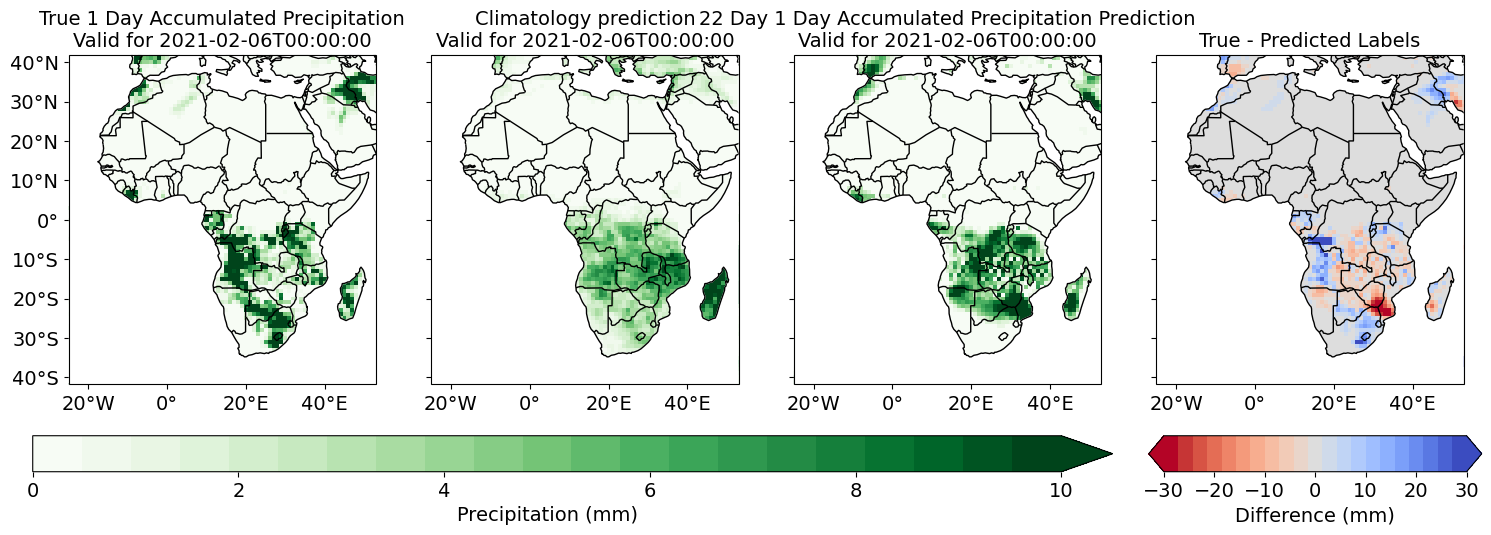 True 1 Day Accumulated Precipitation
Valid for 2021-02-06T00:00:00
Climatology prediction
Valid for 2021-02-06T00:00:00
22 Day 1 Day Accumulated Precipitation Prediction
Valid for 2021-02-06T00:00:00
True - Predicted Labels
40°N
30°N
20°N
10°N
0°
10°S
20°S
30°S
40°S
20°W 0° 20°E 40°E
20°W 0° 20°E 40°E
20°W 0° 20°E 40°E
20°W 0° 20°E 40°E
0 2 4 6 8 10
Precipitation (mm)
−30 −20 −10 0 10 20 30
Difference (mm)